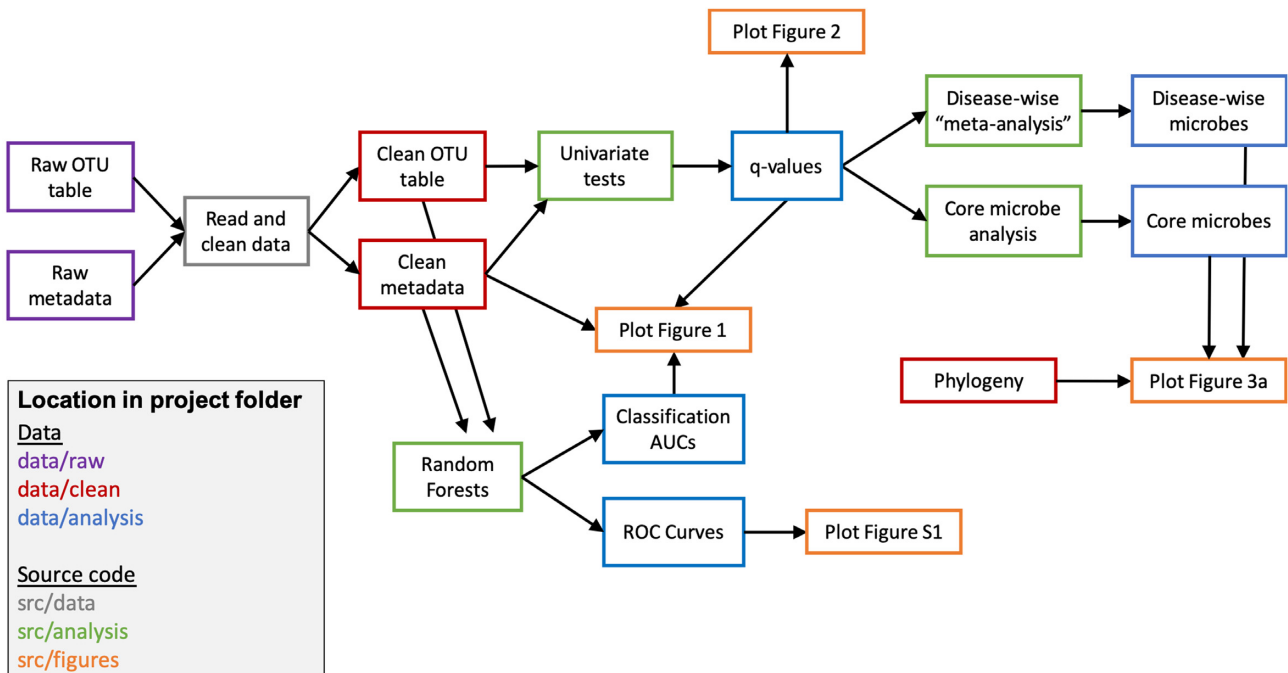 Plot Figure 2
Raw OTU
table
Raw
metadata
Read and
clean data
Clean OTU
table
Clean
metadata
Univariate
tests
q-values
Disease-wise
“meta-analysis”
Disease-wise
microbes
Core microbe
analysis
Core microbes
Plot Figure 1
Phylogeny
Plot Figure 3a
Classification
AUCs
Random
Forests
ROC Curves
Plot Figure S1
Location in project folder
Data
data/raw
data/clean
data/analysis
Source code
src/data
src/analysis
src/figures